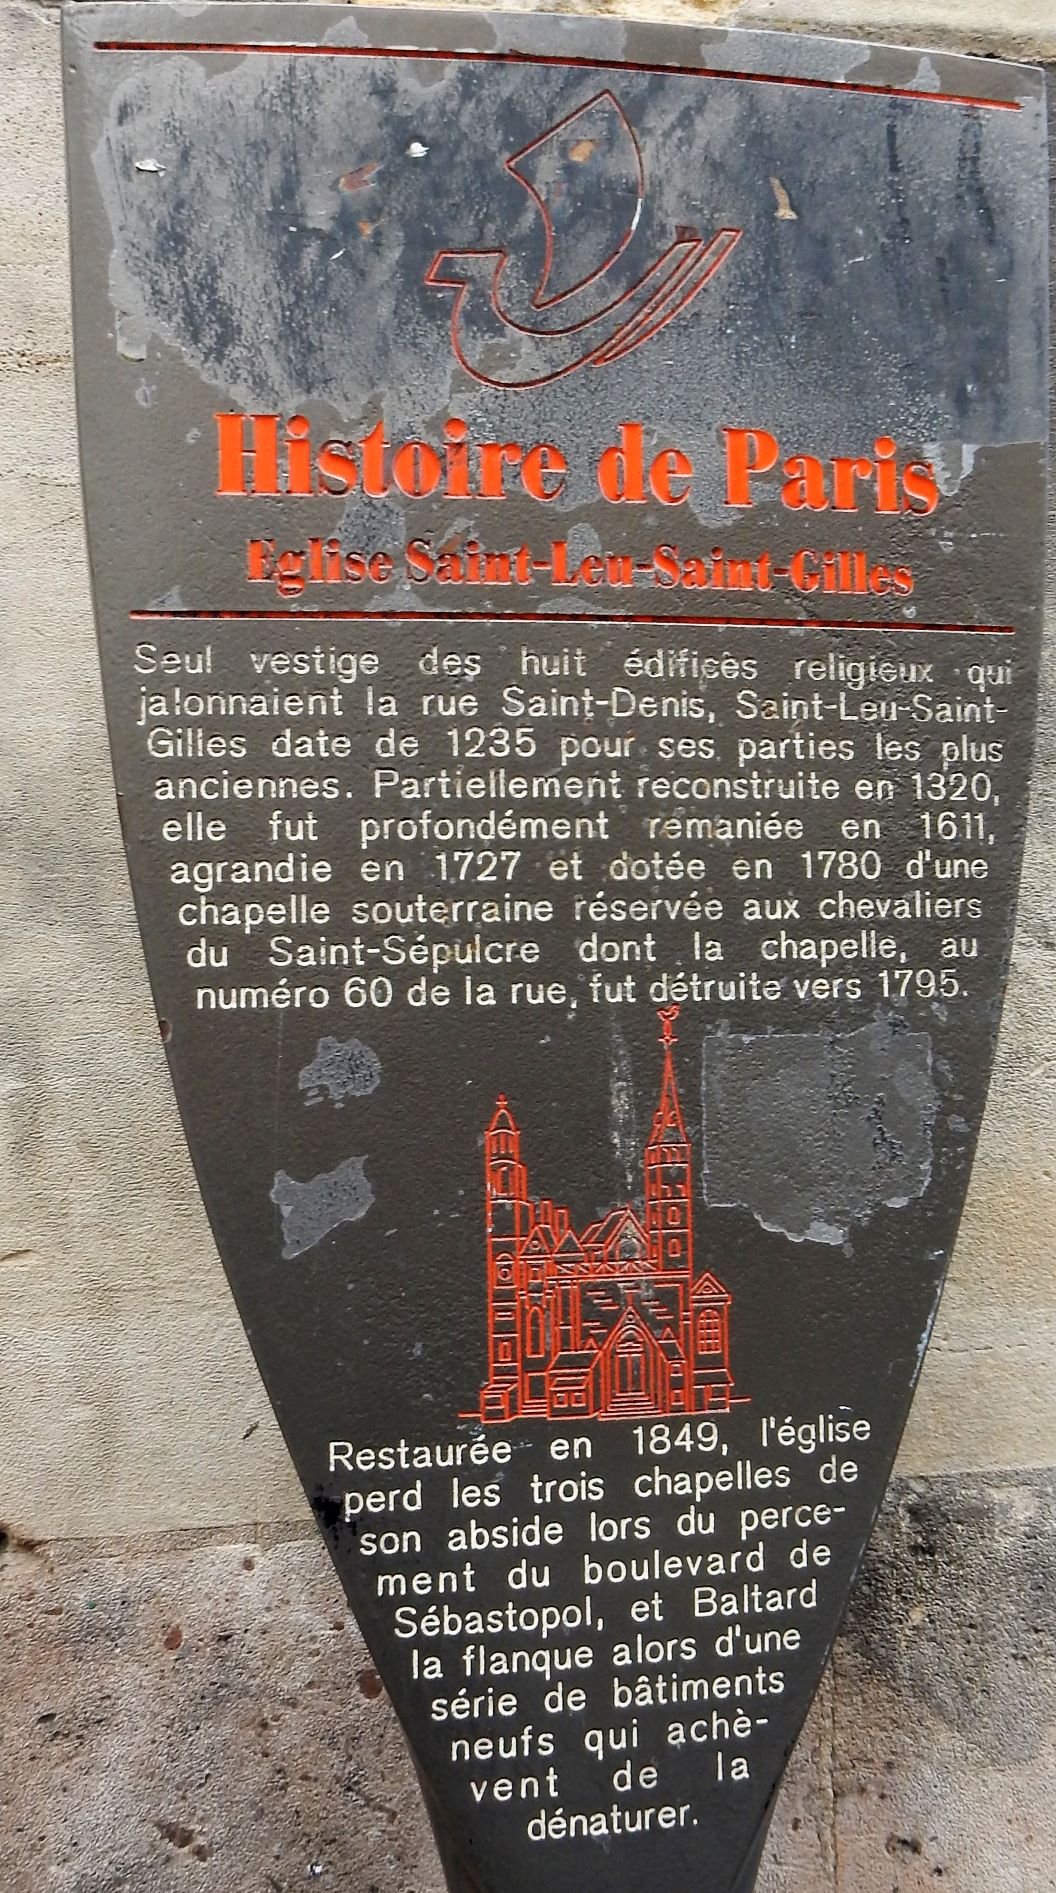 Histoire de Paris
Eglise Saint-Leu-Saint-Gilles
Seul vestige des huit édifices religieux qui
jalonnaient la rue Saint-Denis, Saint-Leu-Saint-
Gilles date de 1235 pour ses parties les plus
anciennes. Partiellement reconstruite en 1320,
elle fut profondément remaniée en 1611,
agrandie en 1727 et dotée en 1780 d'une
chapelle souterraine réservée aux chevaliers
du Saint-Sépulcre dont la chapelle, au
numéro 60 de la rue, fut détruite vers 1795.
Restaurée en 1849, l'église
perd les trois chapelles de
son abside lors du perce-
ment du boulevard de
Sébastopol, et Baltard
la flanque alors d'une
série de bâtiments
neufs qui achè-
vent de la
dénaturer.